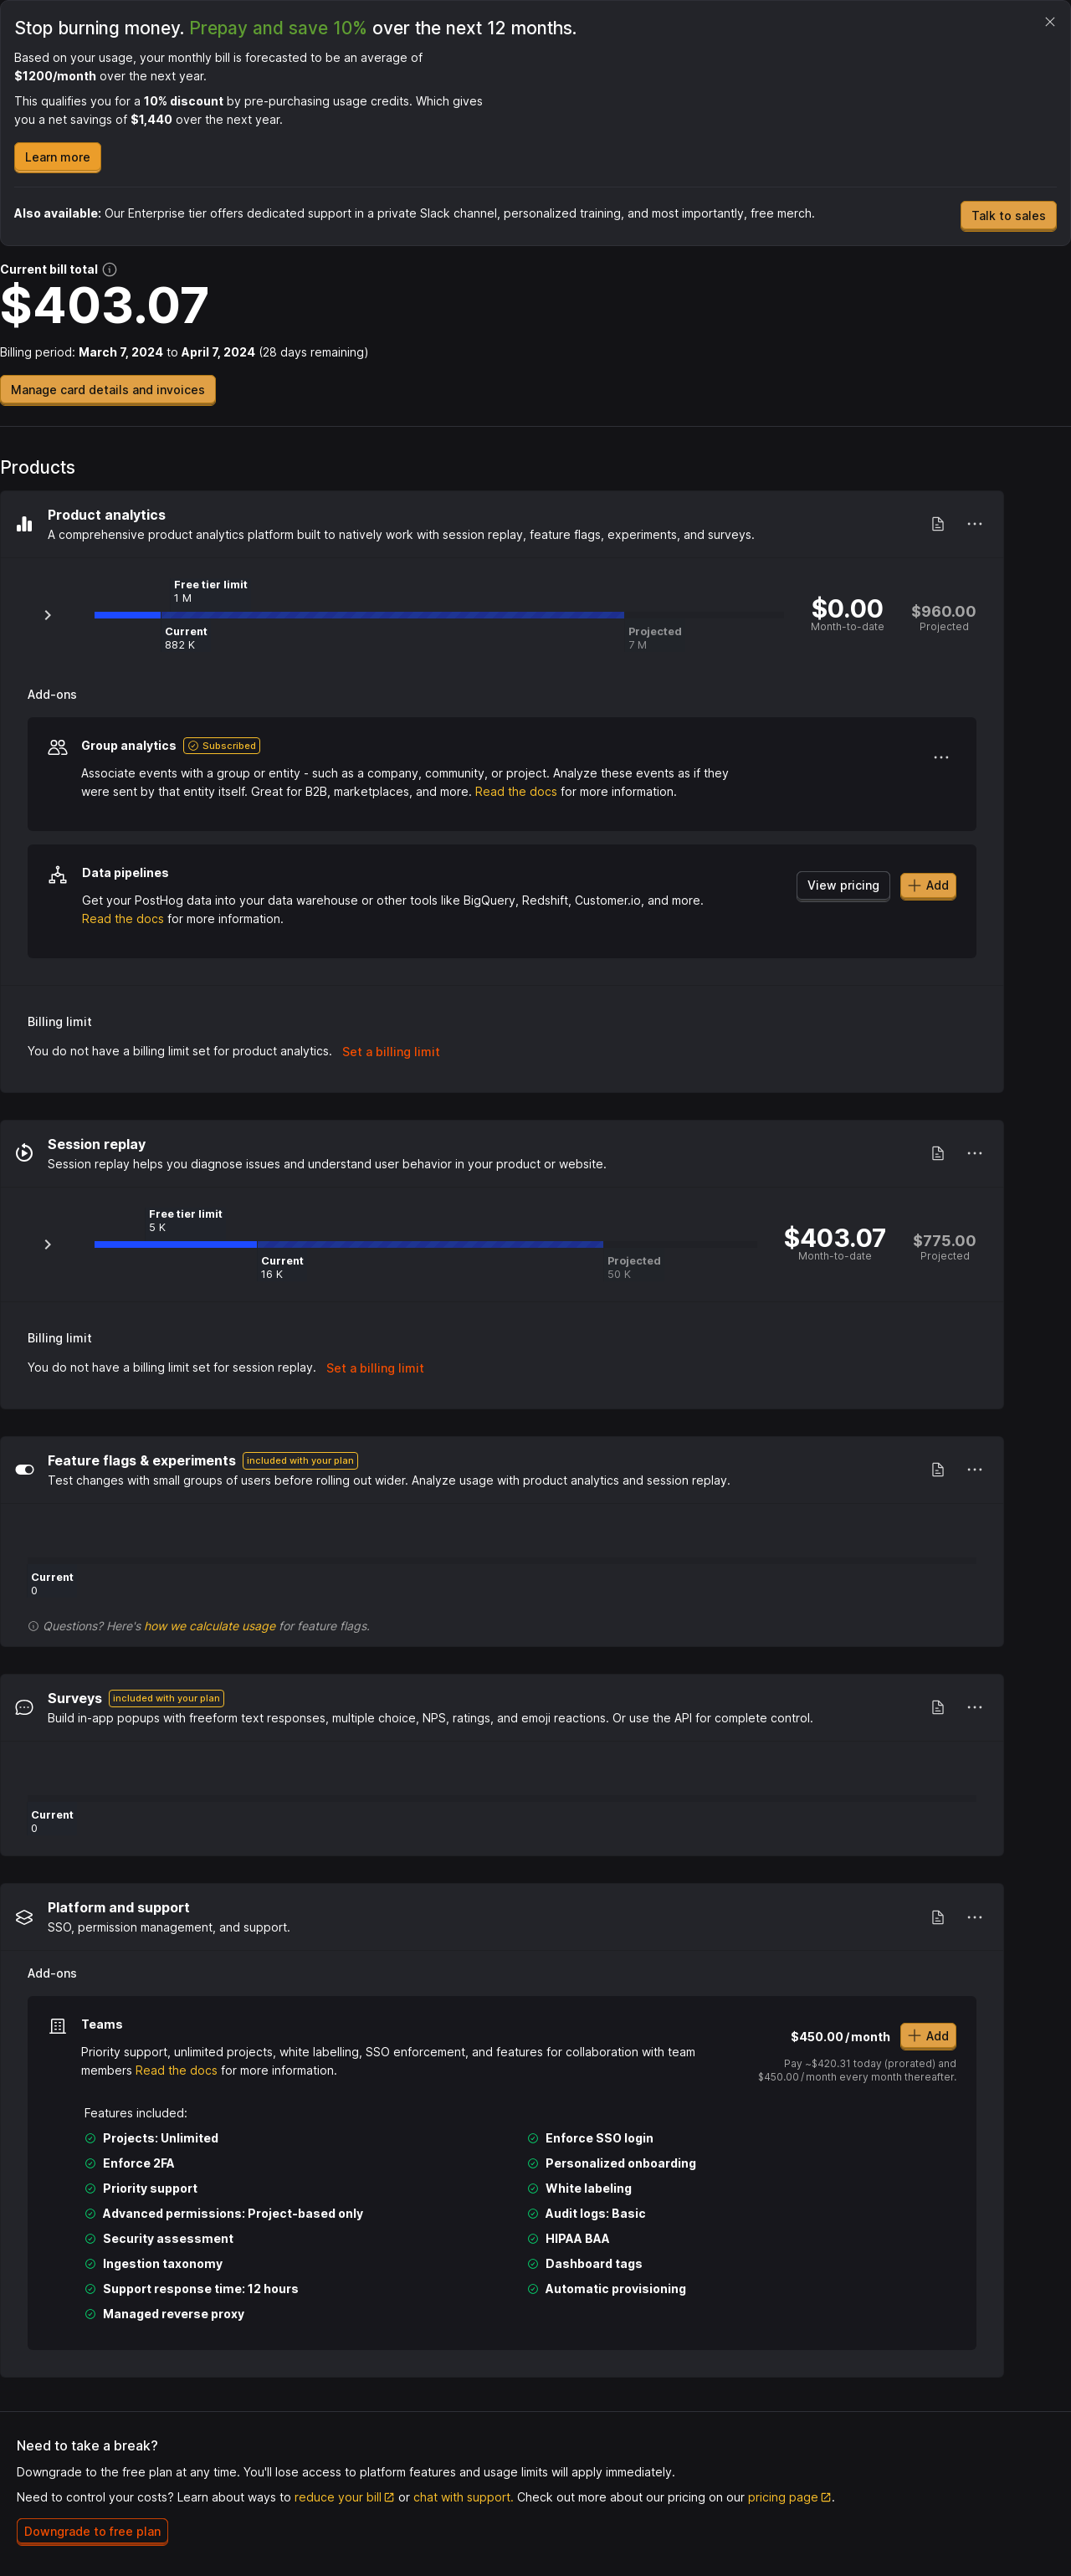 Stop burning money. Prepay and save 10% over the next 12 months.
Based on your usage, your monthly bill is forecasted to be an average of
$1200/month over the next year.
This qualifies you for a 10% discount by pre-purchasing usage credits. Which gives
you a net savings of $1,440 over the next year.
Learn more
Also available: Our Enterprise tier offers dedicated support in a private Slack channel, personalized training, and most importantly, free merch.
Talk to sales
Current bill total
$403.07
Billing period: March 7, 2024 to April 7, 2024 (28 days remaining)
Manage card details and invoices
Products
Product analytics
A comprehensive product analytics platform built to natively work with session replay, feature flags, experiments, and surveys.
Free tier limit
1 M
Current
882 K
Projected
7 M
$0.00
Month-to-date
$960.00
Projected
Add-ons
Group analytics Subscribed
Associate events with a group or entity - such as a company, community, or project. Analyze these events as if they
were sent by that entity itself. Great for B2B, marketplaces, and more. Read the docs for more information.
Data pipelines
Get your PostHog data into your data warehouse or other tools like BigQuery, Redshift, Customer.io, and more.
Read the docs for more information.
View pricing
Add
Billing limit
You do not have a billing limit set for product analytics. Set a billing limit
Session replay
Session replay helps you diagnose issues and understand user behavior in your product or website.
Free tier limit
5 K
Current
16 K
Projected
50 K
$403.07
Month-to-date
$775.00
Projected
Billing limit
You do not have a billing limit set for session replay. Set a billing limit
Feature flags & experiments included with your plan
Test changes with small groups of users before rolling out wider. Analyze usage with product analytics and session replay.
Current
0
Questions? Here's how we calculate usage for feature flags.
Surveys included with your plan
Build in-app popups with freeform text responses, multiple choice, NPS, ratings, and emoji reactions. Or use the API for complete control.
Current
0
Platform and support
SSO, permission management, and support.
Add-ons
Teams
Priority support, unlimited projects, white labelling, SSO enforcement, and features for collaboration with team
members Read the docs for more information.
$450.00/month
Add
Pay ~$420.31 today (prorated) and
$450.00/month every month thereafter.
Features included:
Projects: Unlimited
Enforce SSO login
Enforce 2FA
Personalized onboarding
Priority support
White labeling
Advanced permissions: Project-based only
Audit logs: Basic
Security assessment
HIPAA BAA
Ingestion taxonomy
Dashboard tags
Support response time: 12 hours
Automatic provisioning
Managed reverse proxy
Need to take a break?
Downgrade to the free plan at any time. You'll lose access to platform features and usage limits will apply immediately.
Need to control your costs? Learn about ways to reduce your bill or chat with support. Check out more about our pricing on our pricing page.
Downgrade to free plan